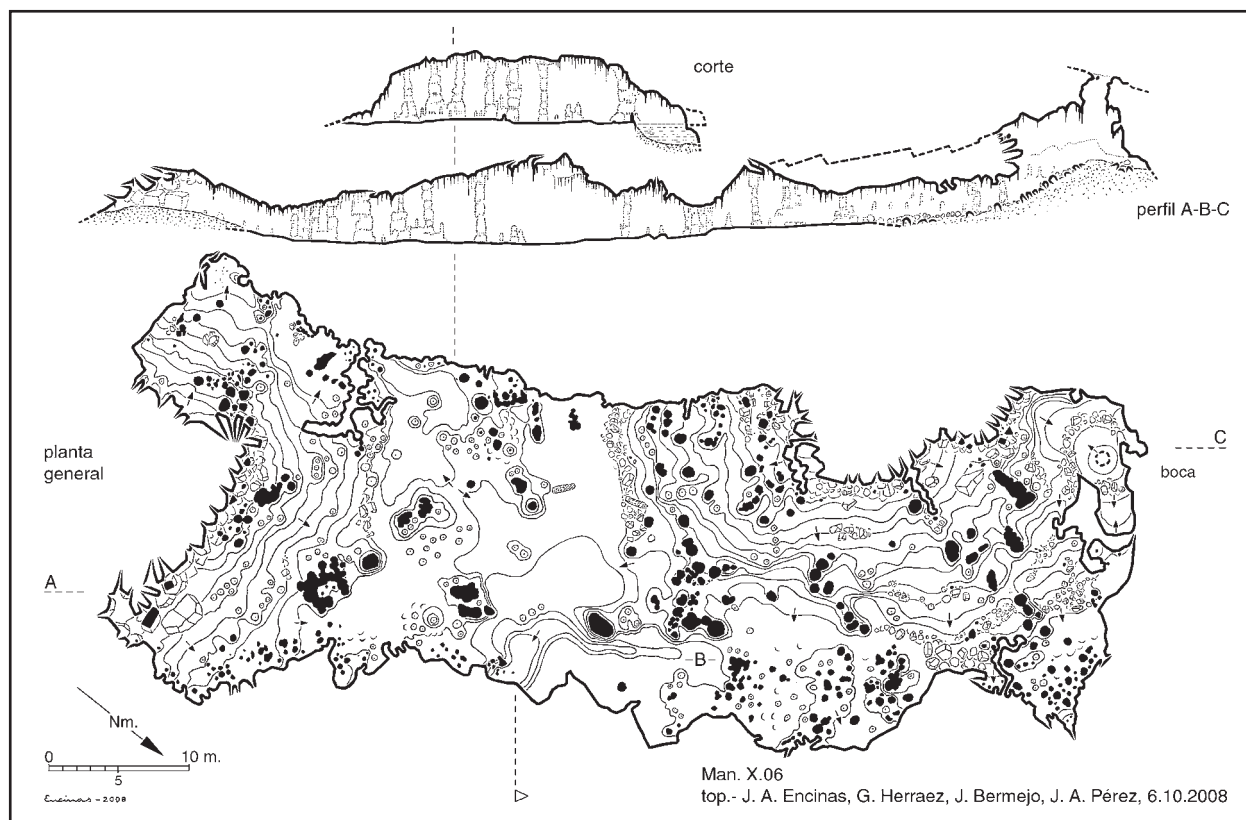 corte
perfil A-B-C
planta
general
C
boca
A
B
Nm.
0 10 m.
5
Encinas - 2008
Man. X.06
top.- J. A. Encinas, G. Herraez, J. Bermejo, J. A. Pérez, 6.10.2008